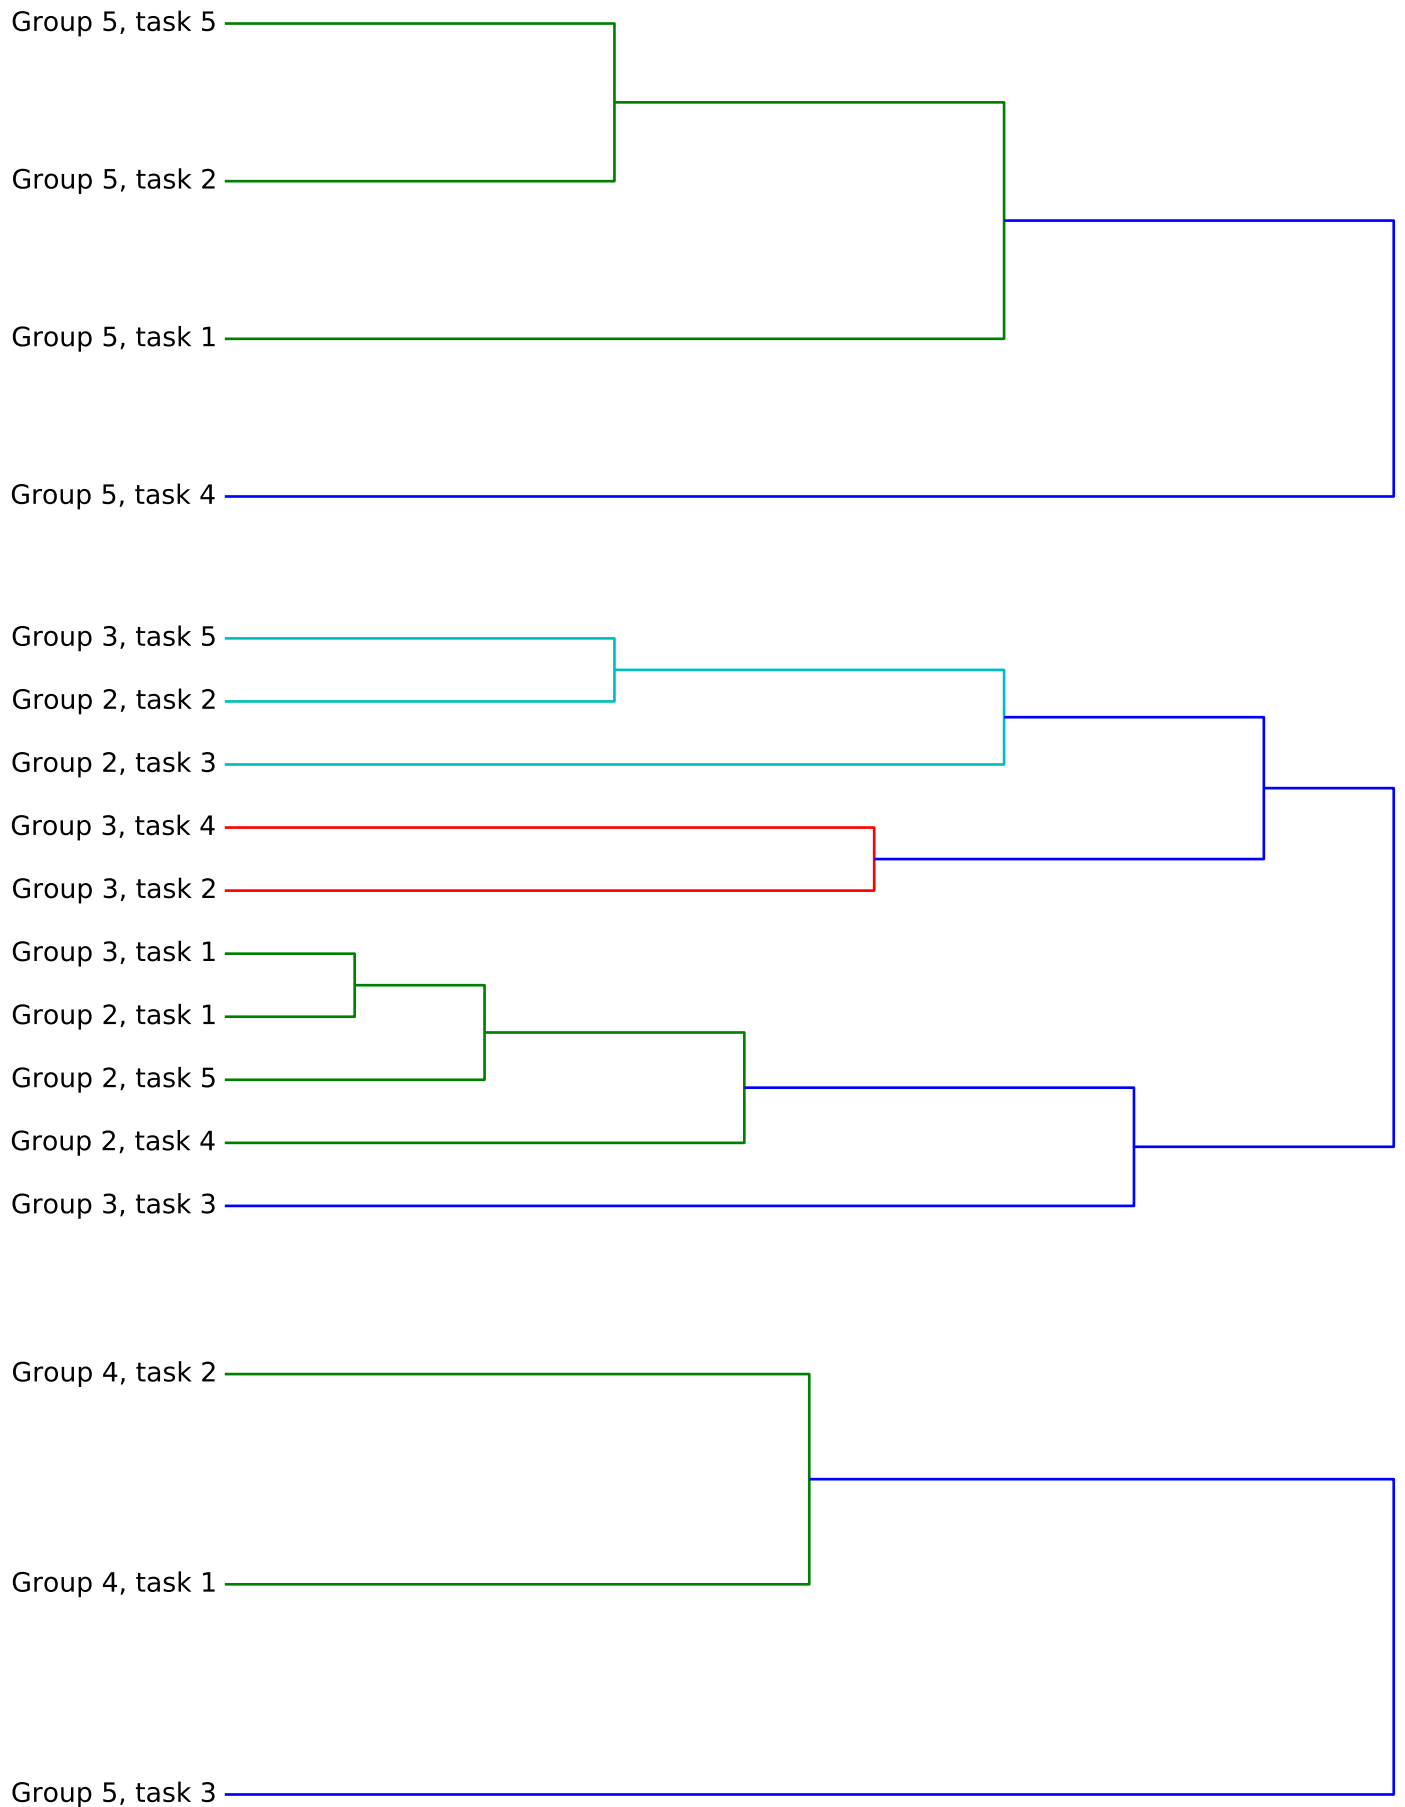 Group 5, task 5
Group 5, task 2
Group 5, task 1
Group 5, task 4
Group 3, task 5
Group 2, task 2
Group 2, task 3
Group 3, task 4
Group 3, task 2
Group 3, task 1
Group 2, task 1
Group 2, task 5
Group 2, task 4
Group 3, task 3
Group 4, task 2
Group 4, task 1
Group 5, task 3